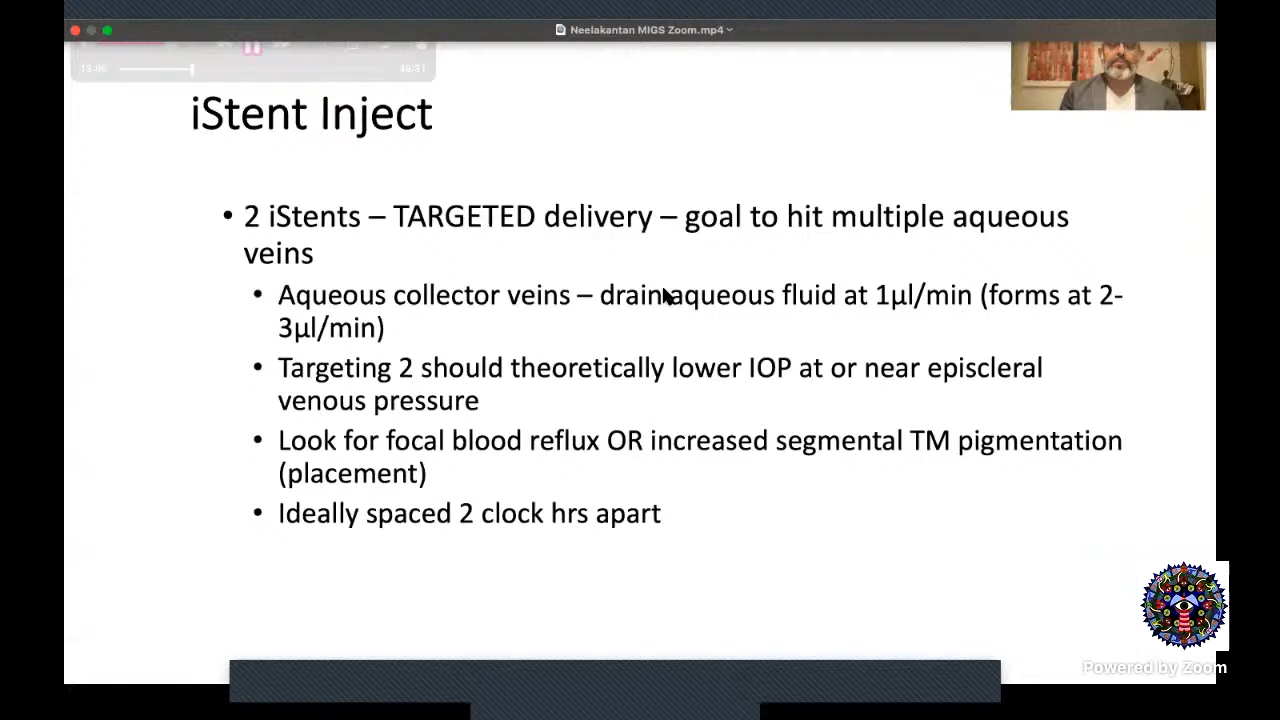 Neelakantan MIGS Zoom.mp4
iStent Inject
• 2 iStents – TARGETED delivery – goal to hit multiple aqueous
veins
• Aqueous collector veins – drain aqueous fluid at 1µl/min (forms at 2-
3µl/min)
• Targeting 2 should theoretically lower IOP at or near episcleral
venous pressure
• Look for focal blood reflux OR increased segmental TM pigmentation
(placement)
• Ideally spaced 2 clock hrs apart
Powered by Zoom